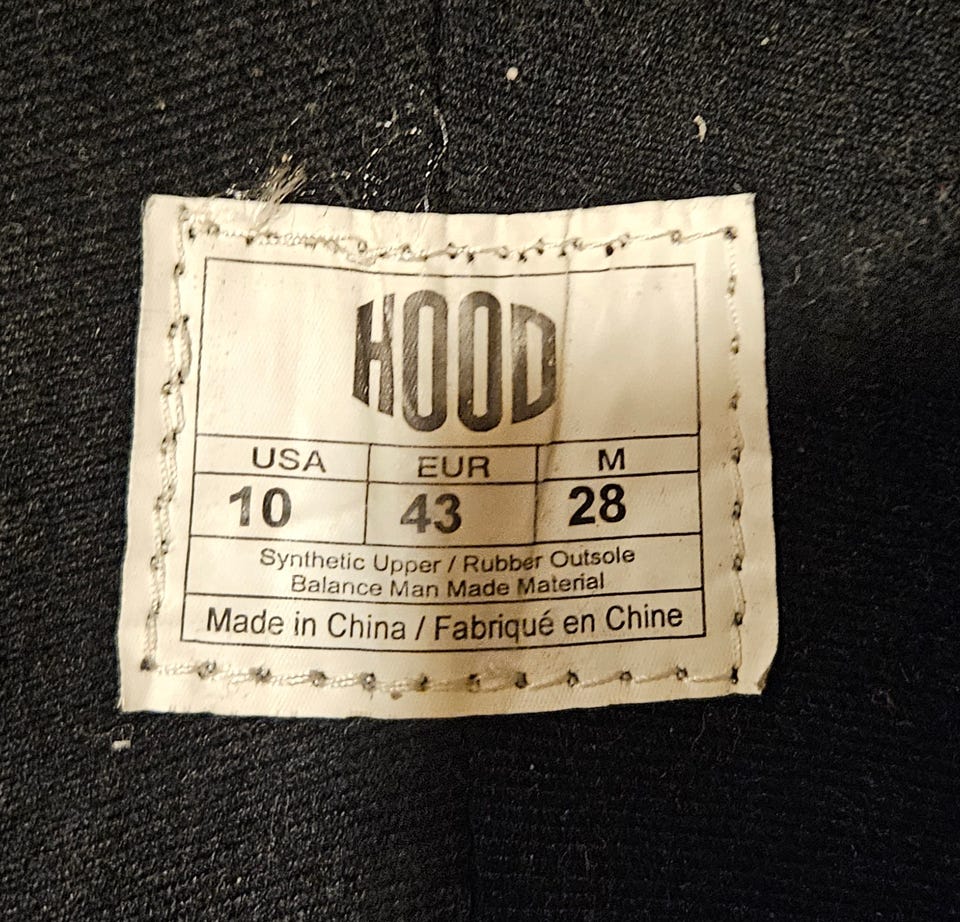 HOOD
USA EUR M
10 43 28
Synthetic Upper / Rubber Outsole
Balance Man Made Material
Made in China / Fabriqué en Chine